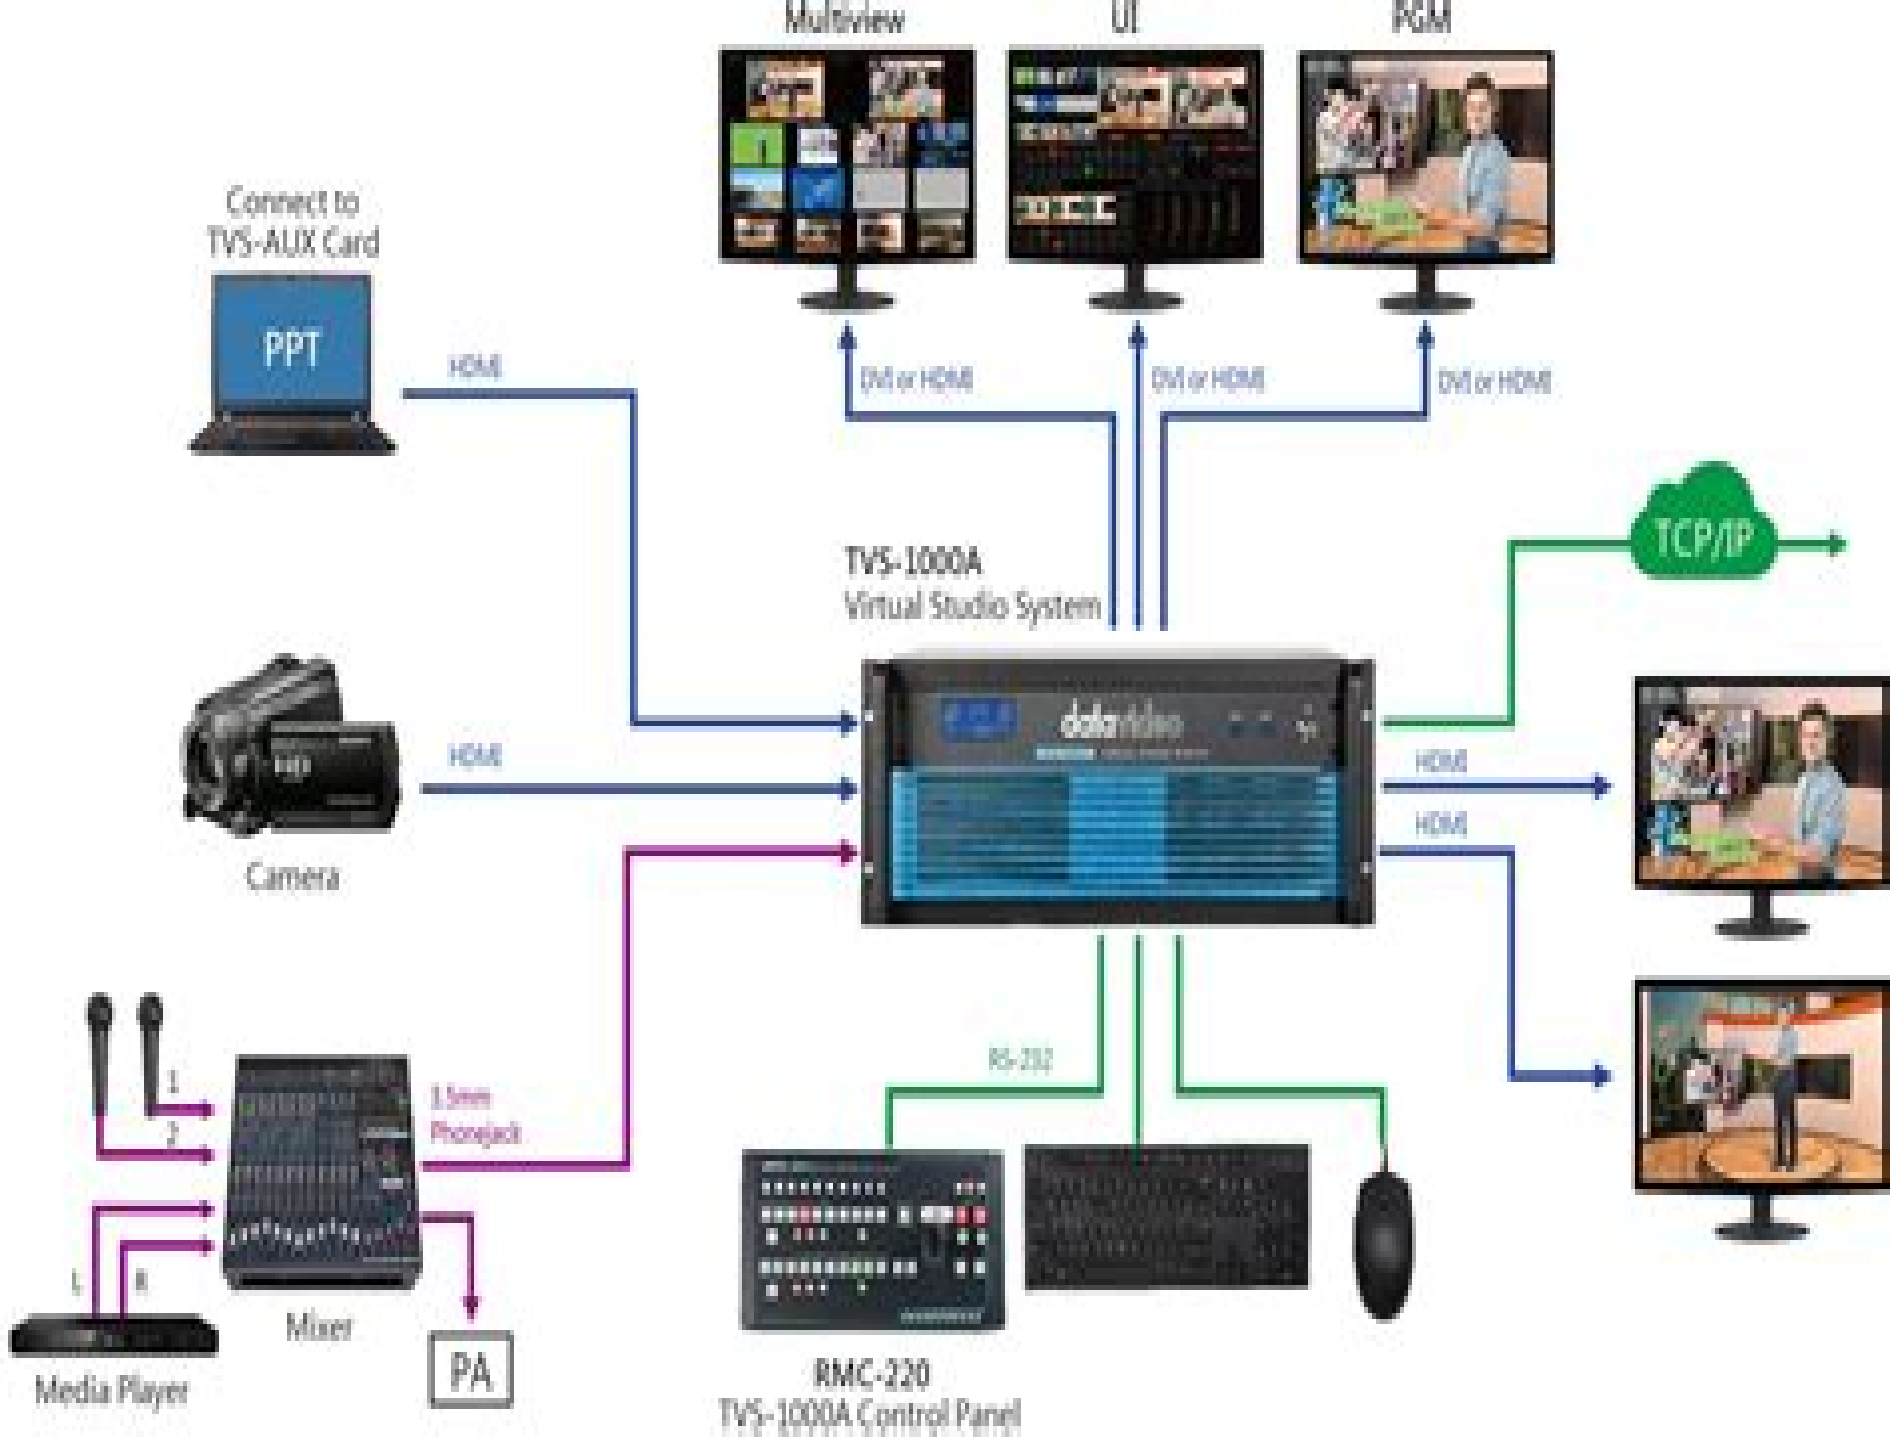 Multiview
UI
PGM
Connect to
TVS-AUX Card
PPT
HDMI
DVI or HDMI
DVI or HDMI
DVI or HDMI
TCP/IP
TVS-1000A
Virtual Studio System
datavideo
HDMI
HDMI
HDMI
Camera
HD
1
2
3.5mm
Phonejack
RS-232
L
R
Mixer
Media Player
PA
RMC-220
TVS-1000A Control Panel